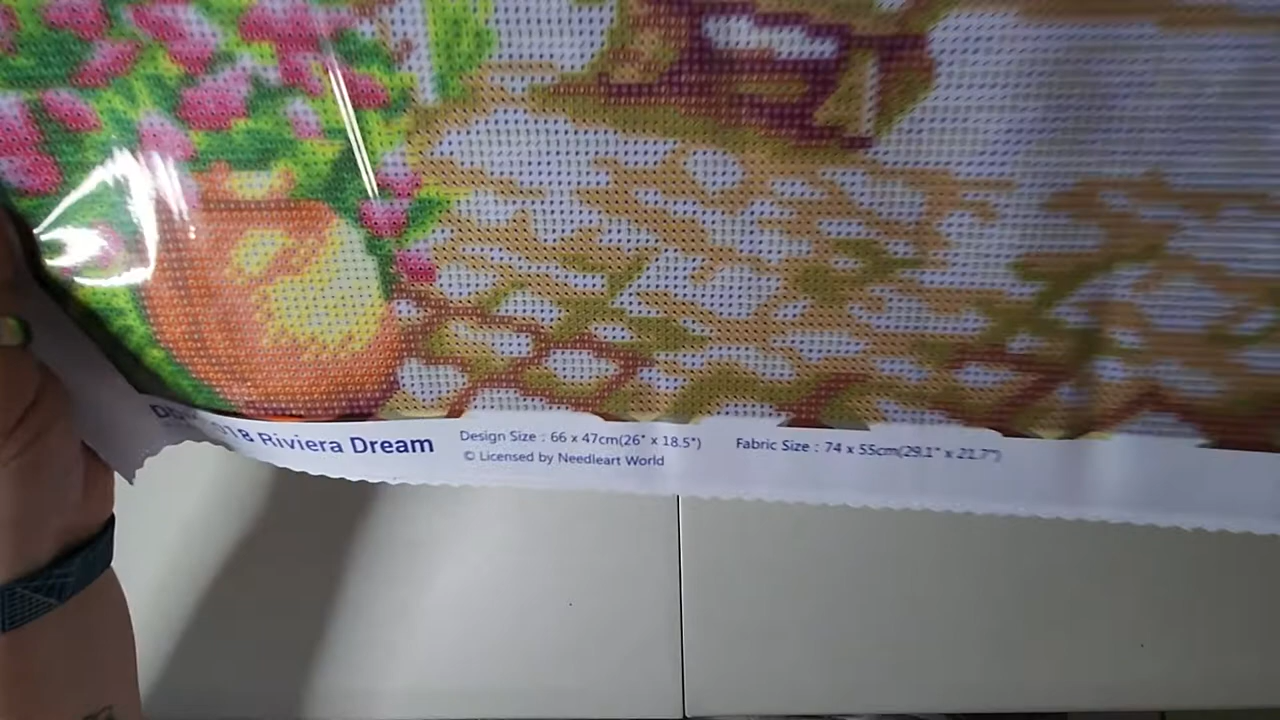 Riviera Dream
Design Size : 66 x 47cm(26" x 18.5")
© Licensed by Needleart World
Fabric Size : 74 x 55cm(29.1" x 21.7")